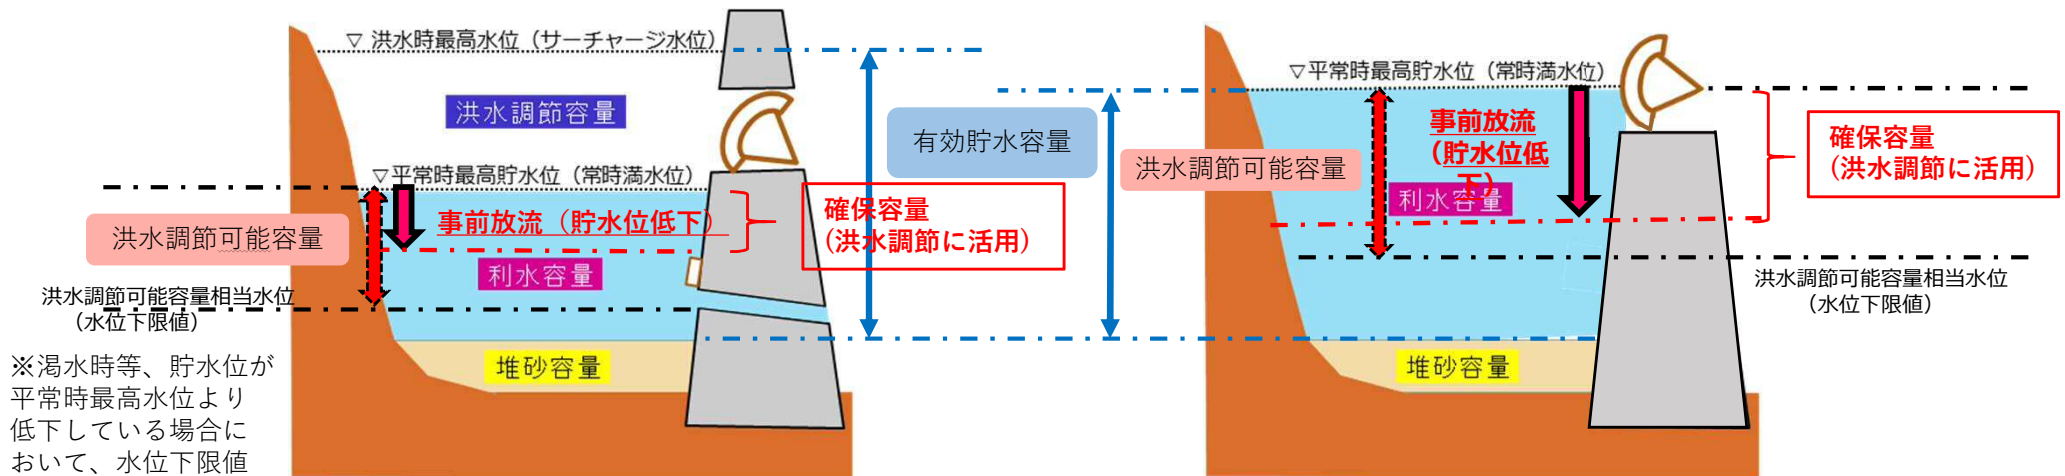 ▽ 洪水時最高水位（サーチャージ水位）
洪水調節容量
▽平常時最高貯水位（常時満水位）
事前放流（貯水位低下）
確保容量
(洪水調節に活用)
洪水調節可能容量
利水容量
洪水調節可能容量相当水位
（水位下限値）
堆砂容量
※渇水時等、貯水位が
平常時最高水位より
低下している場合に
おいて、水位下限値
有効貯水容量
▽平常時最高貯水位（常時満水位）
洪水調節可能容量
事前放流
（貯水位低
下）
利水容量
確保容量
(洪水調節に活用)
洪水調節可能容量相当水位
（水位下限値）
堆砂容量